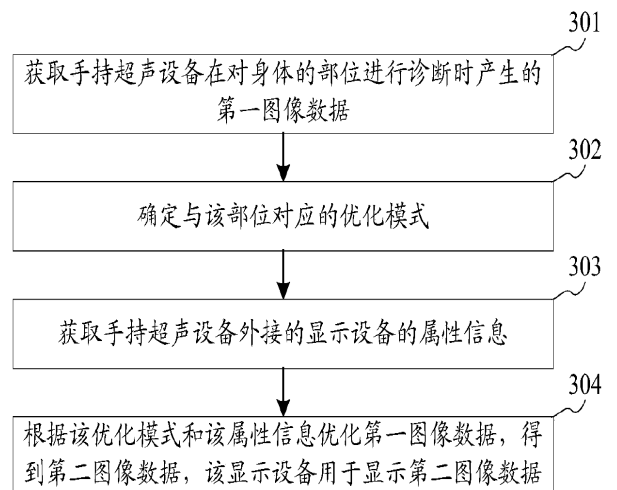 301
获取手持超声设备在对身体的部位进行诊断时产生的
第一图像数据
302
确定与该部位对应的优化模式
303
获取手持超声设备外接的显示设备的属性信息
304
根据该优化模式和该属性信息优化第一图像数据，得
到第二图像数据，该显示设备用于显示第二图像数据